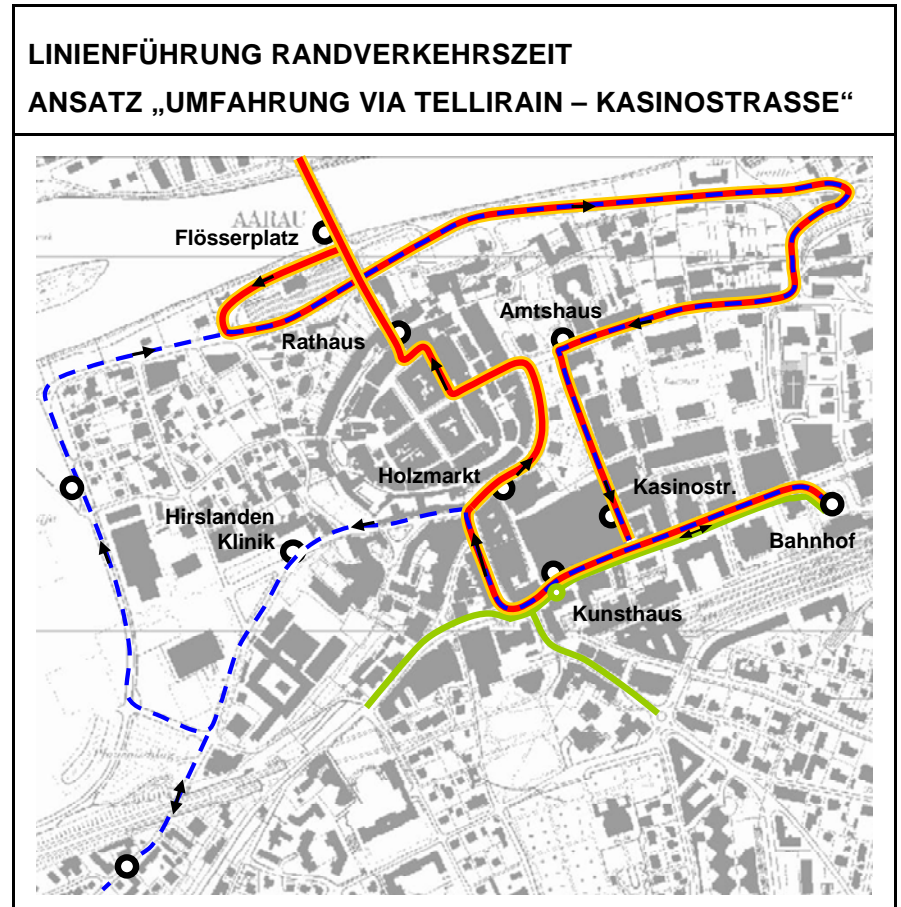 LINIENFÜHRUNG RANDVERKEHRSZEIT
ANSATZ „UMFAHRUNG VIA TELLIRAIN – KASINOSTRASSE“
AARAU
Flösserplatz
Rathaus
Amtshaus
Holzmarkt
Kasinostr.
Hirslanden
Klinik
Bahnhof
Kunsthaus